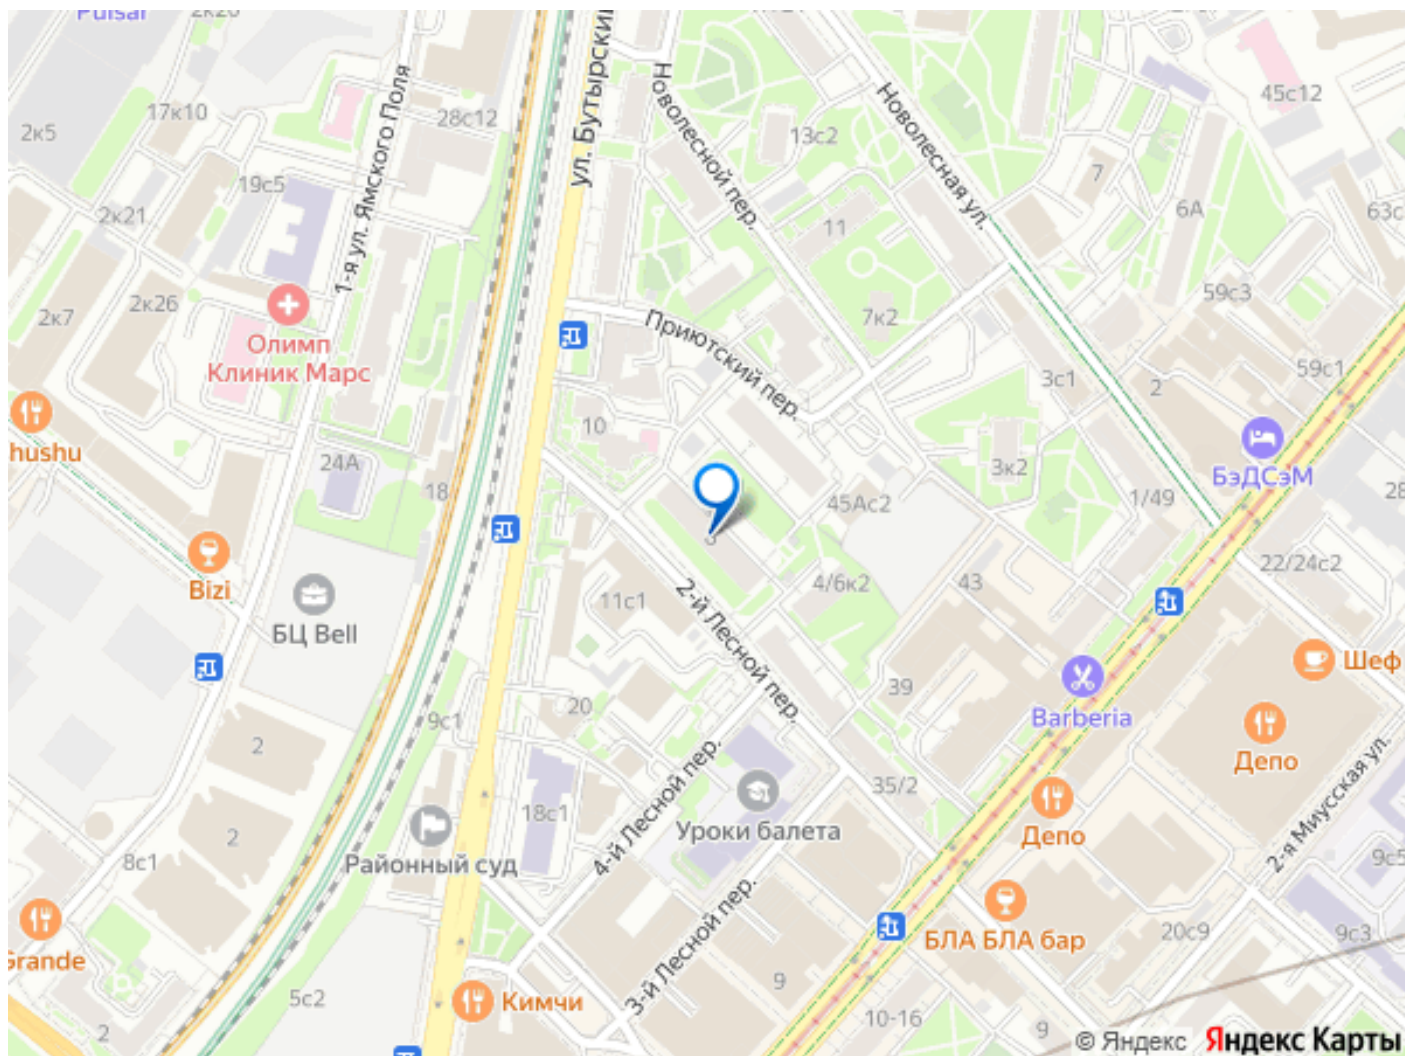 Pulsar
2к26
2к5
17к10
28с12
19с5
2к21
1-я ул. Ямского Поля
ул. Бутырский
Новолесной пер.
13с2
Новолесная ул.
45с12
7
6А
63с
11
59с3
2к7
2к26
Олимп
Клиник Марс
Приютский пер.
7к2
3с1
2
59с1
hushu
10
24А
18
3к2
БэДСэМ
1/49
28
45Ас2
Bizi
БЦ Bell
11с1
4/6к2
43
22/24с2
2-й Лесной пер.
39
Шеф
Barberia
Депо
9с1
20
2
35/2
2-я Миусская ул.
4-й Лесной пер.
18с1
Уроки балета
Депо
2
8с1
Районный суд
9с5
3-й Лесной пер.
Grande
БЛА БЛА бар
20с9
9с3
5с2
Кимчи
9
2
10-16
9
© Яндекс Яндекс Карты